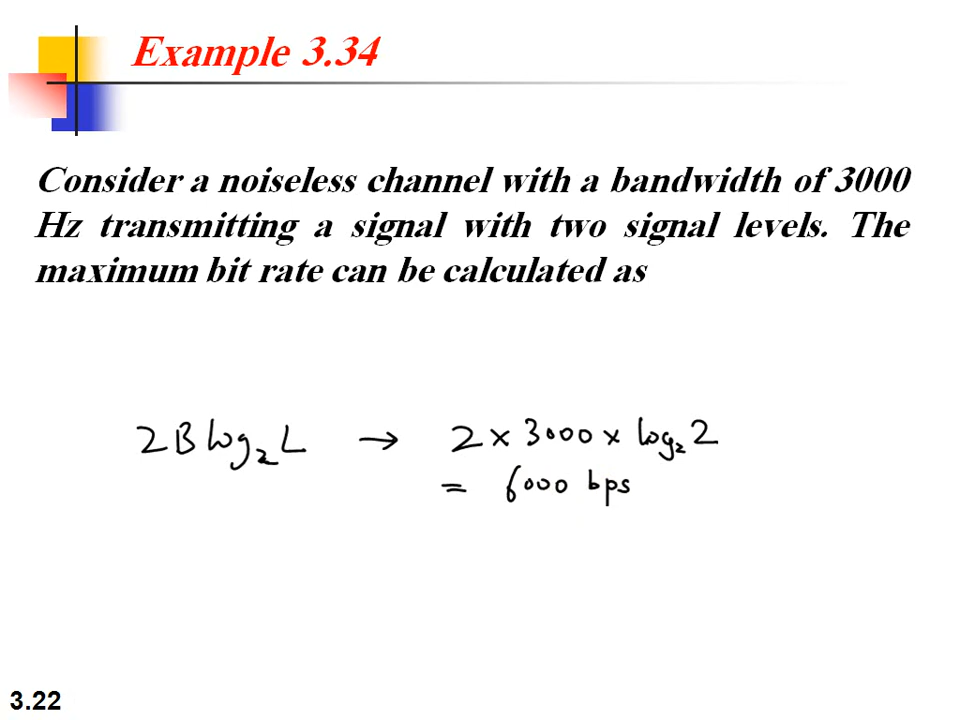 Example 3.34
Consider a noiseless channel with a bandwidth of 3000
Hz transmitting a signal with two signal levels. The
maximum bit rate can be calculated as
2B log₂ L → 2 × 3000 × log₂ 2
= 6000 bps
3.22